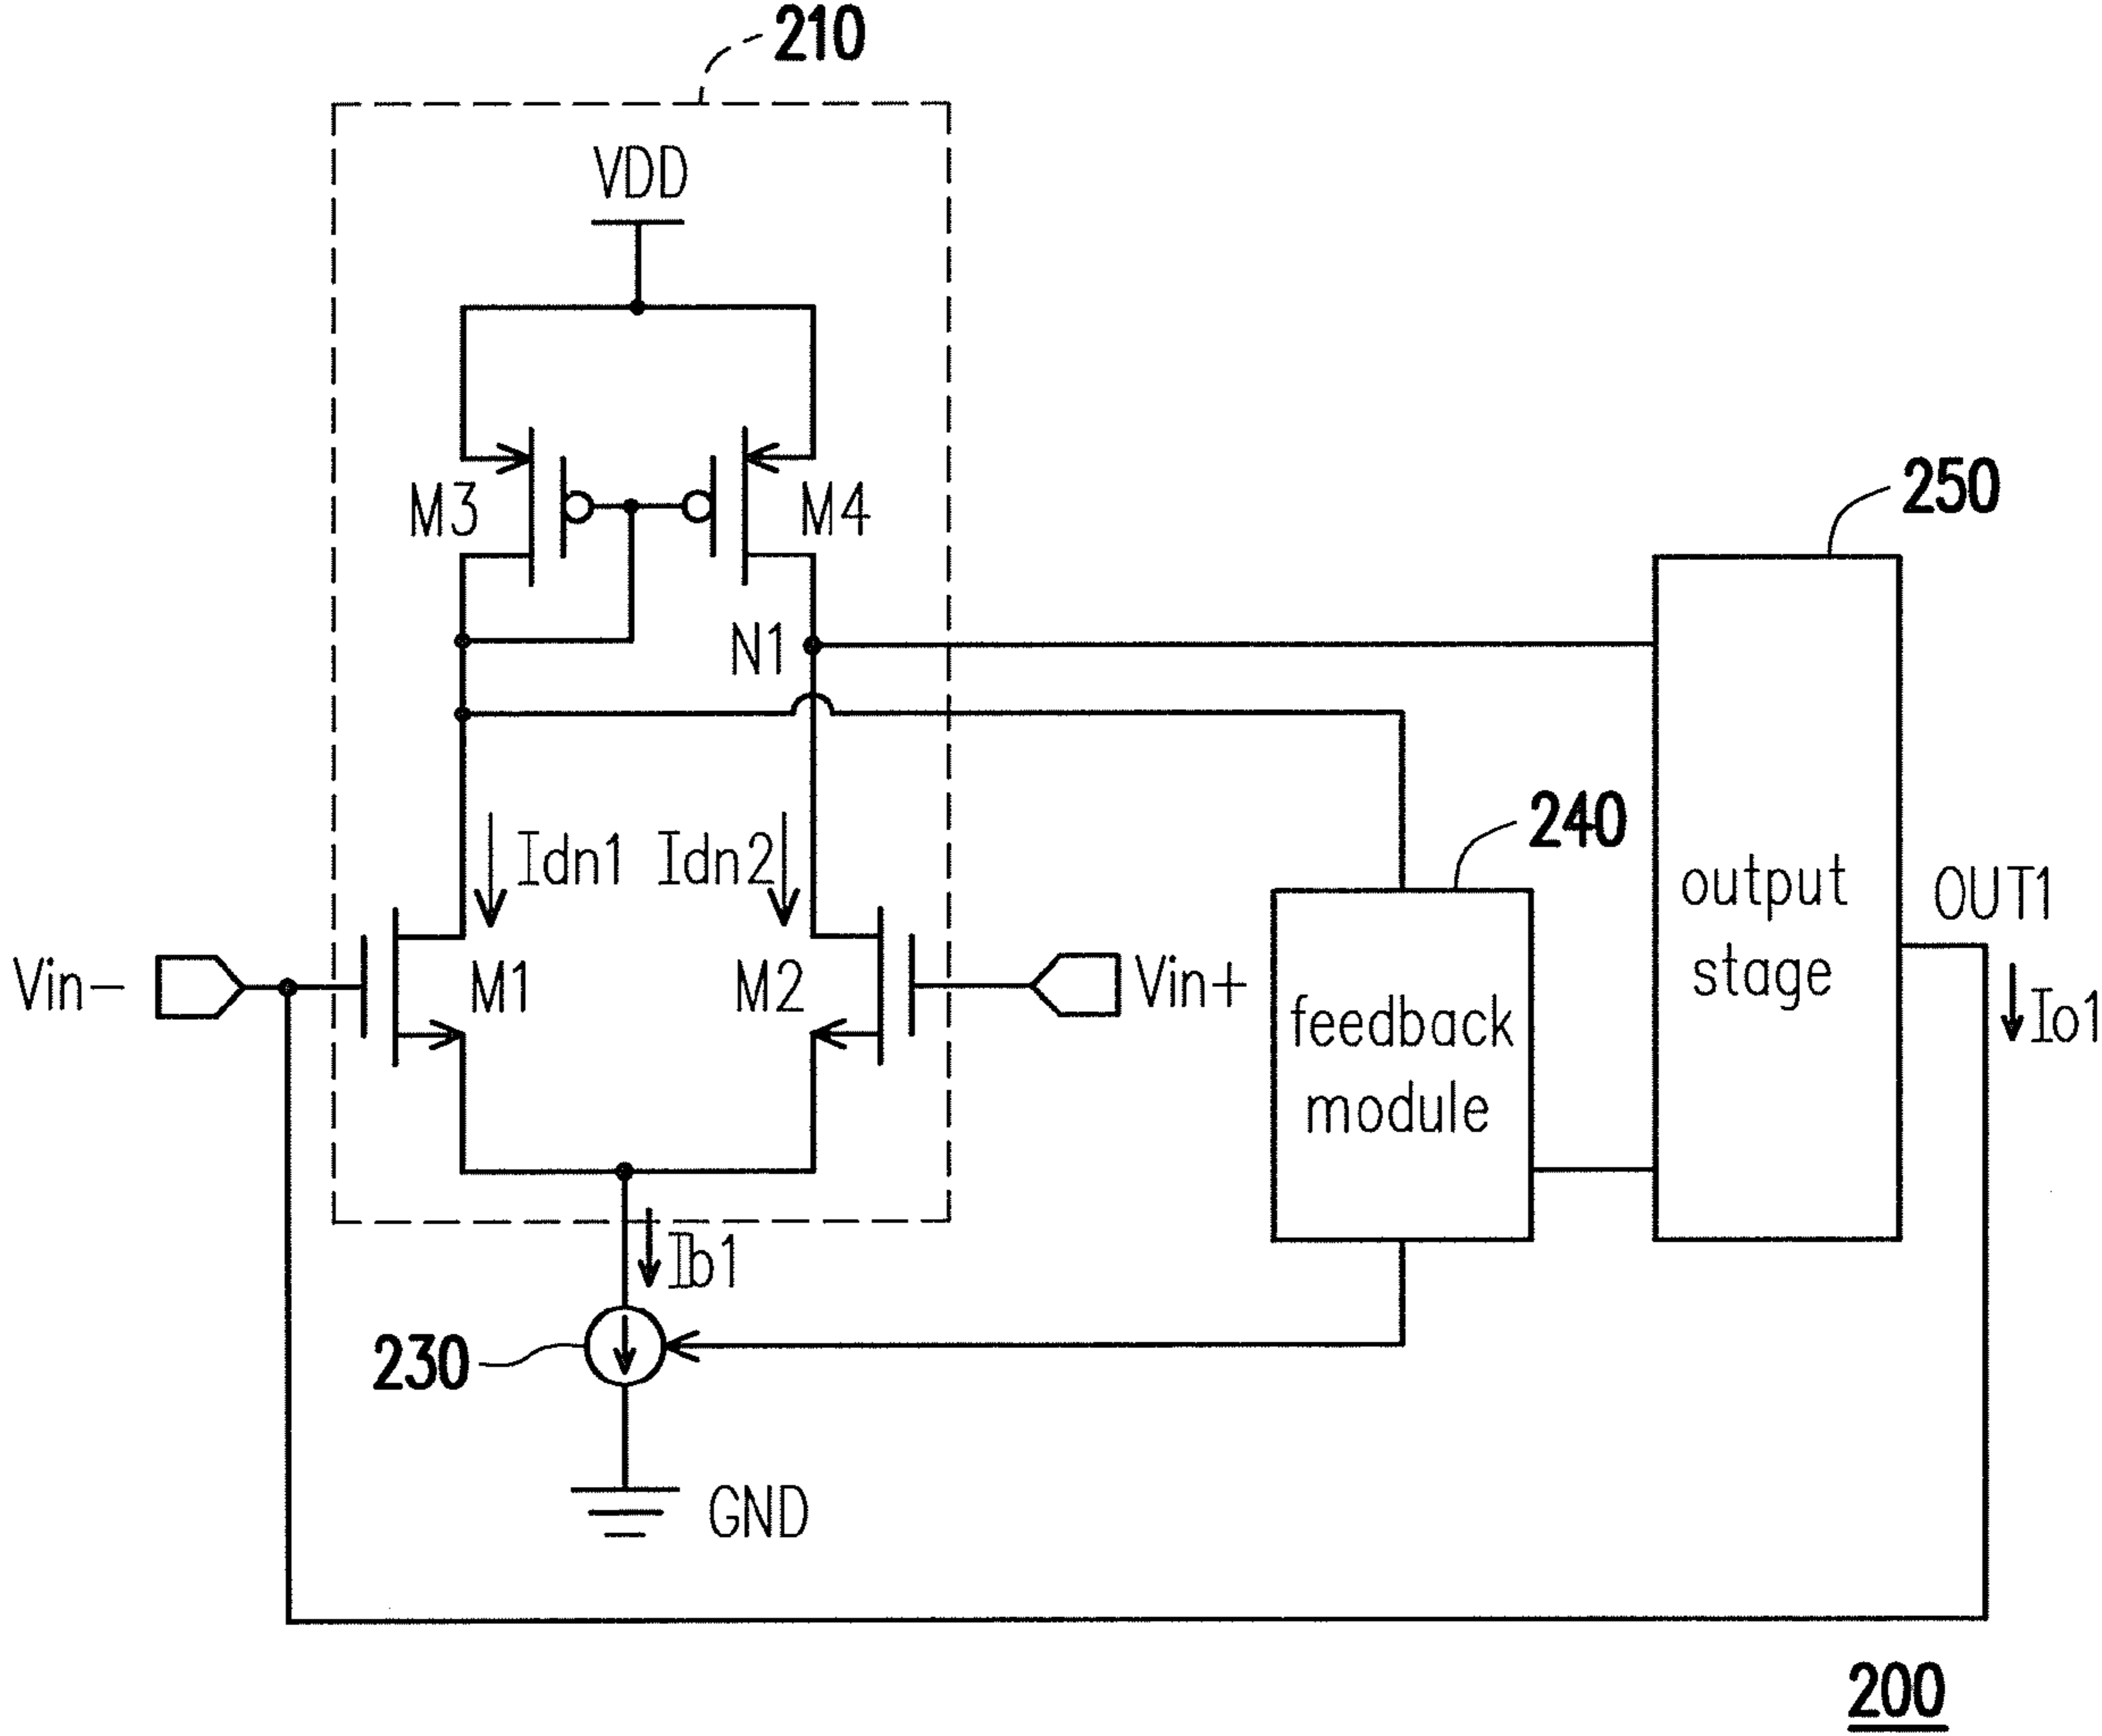 210
VDD
M3
M4
250
N1
240
Idn1
Idn2
output
stage
OUT1
Vin-
M1
M2
Vin+
feedback
module
Io1
Ib1
230
GND
200